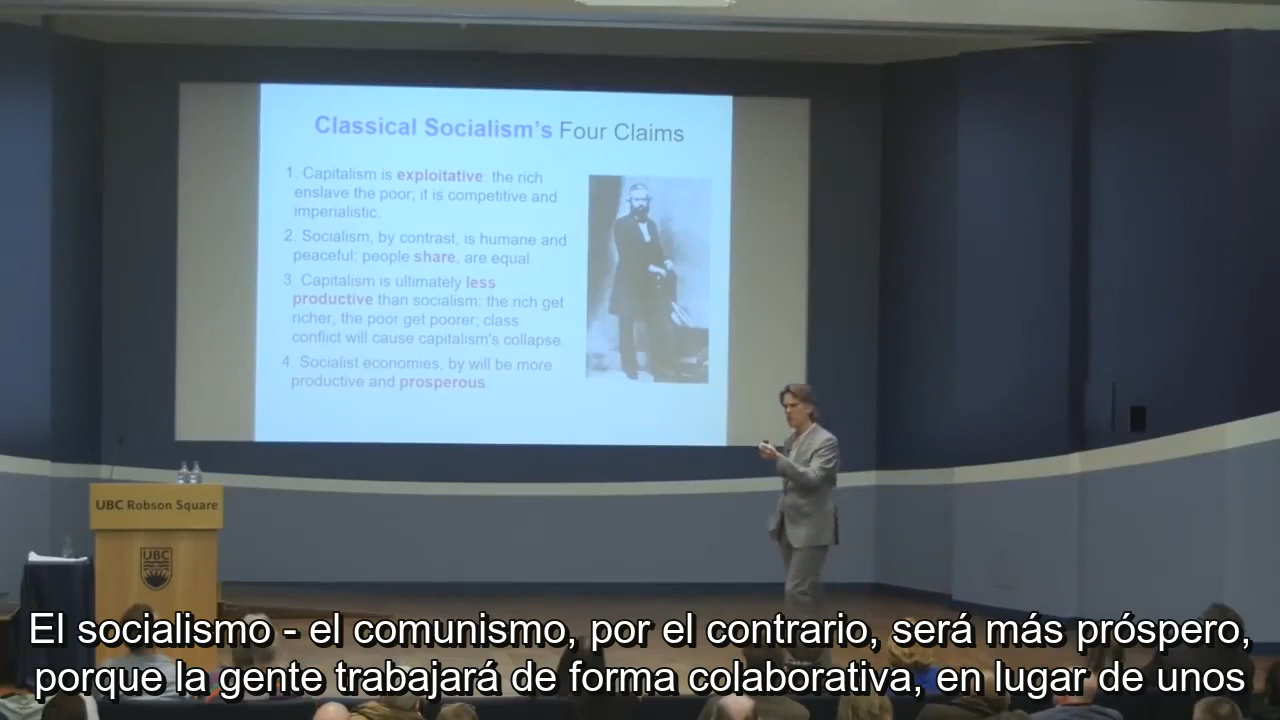 Classical Socialism's Four Claims
1. Capitalism is exploitative: the rich
enslave the poor; it is competitive and
imperialistic.
2. Socialism, by contrast, is humane and
peaceful; people share, are equal
3. Capitalism is ultimately less
productive than socialism: the rich get
richer, the poor get poorer; class
conflict will cause capitalism's collapse.
4. Socialist economies, by will be more
productive and prosperous
UBC Robson Square
UBC
El socialismo - el comunismo, por el contrario, será más próspero,
porque la gente trabajará de forma colaborativa, en lugar de unos